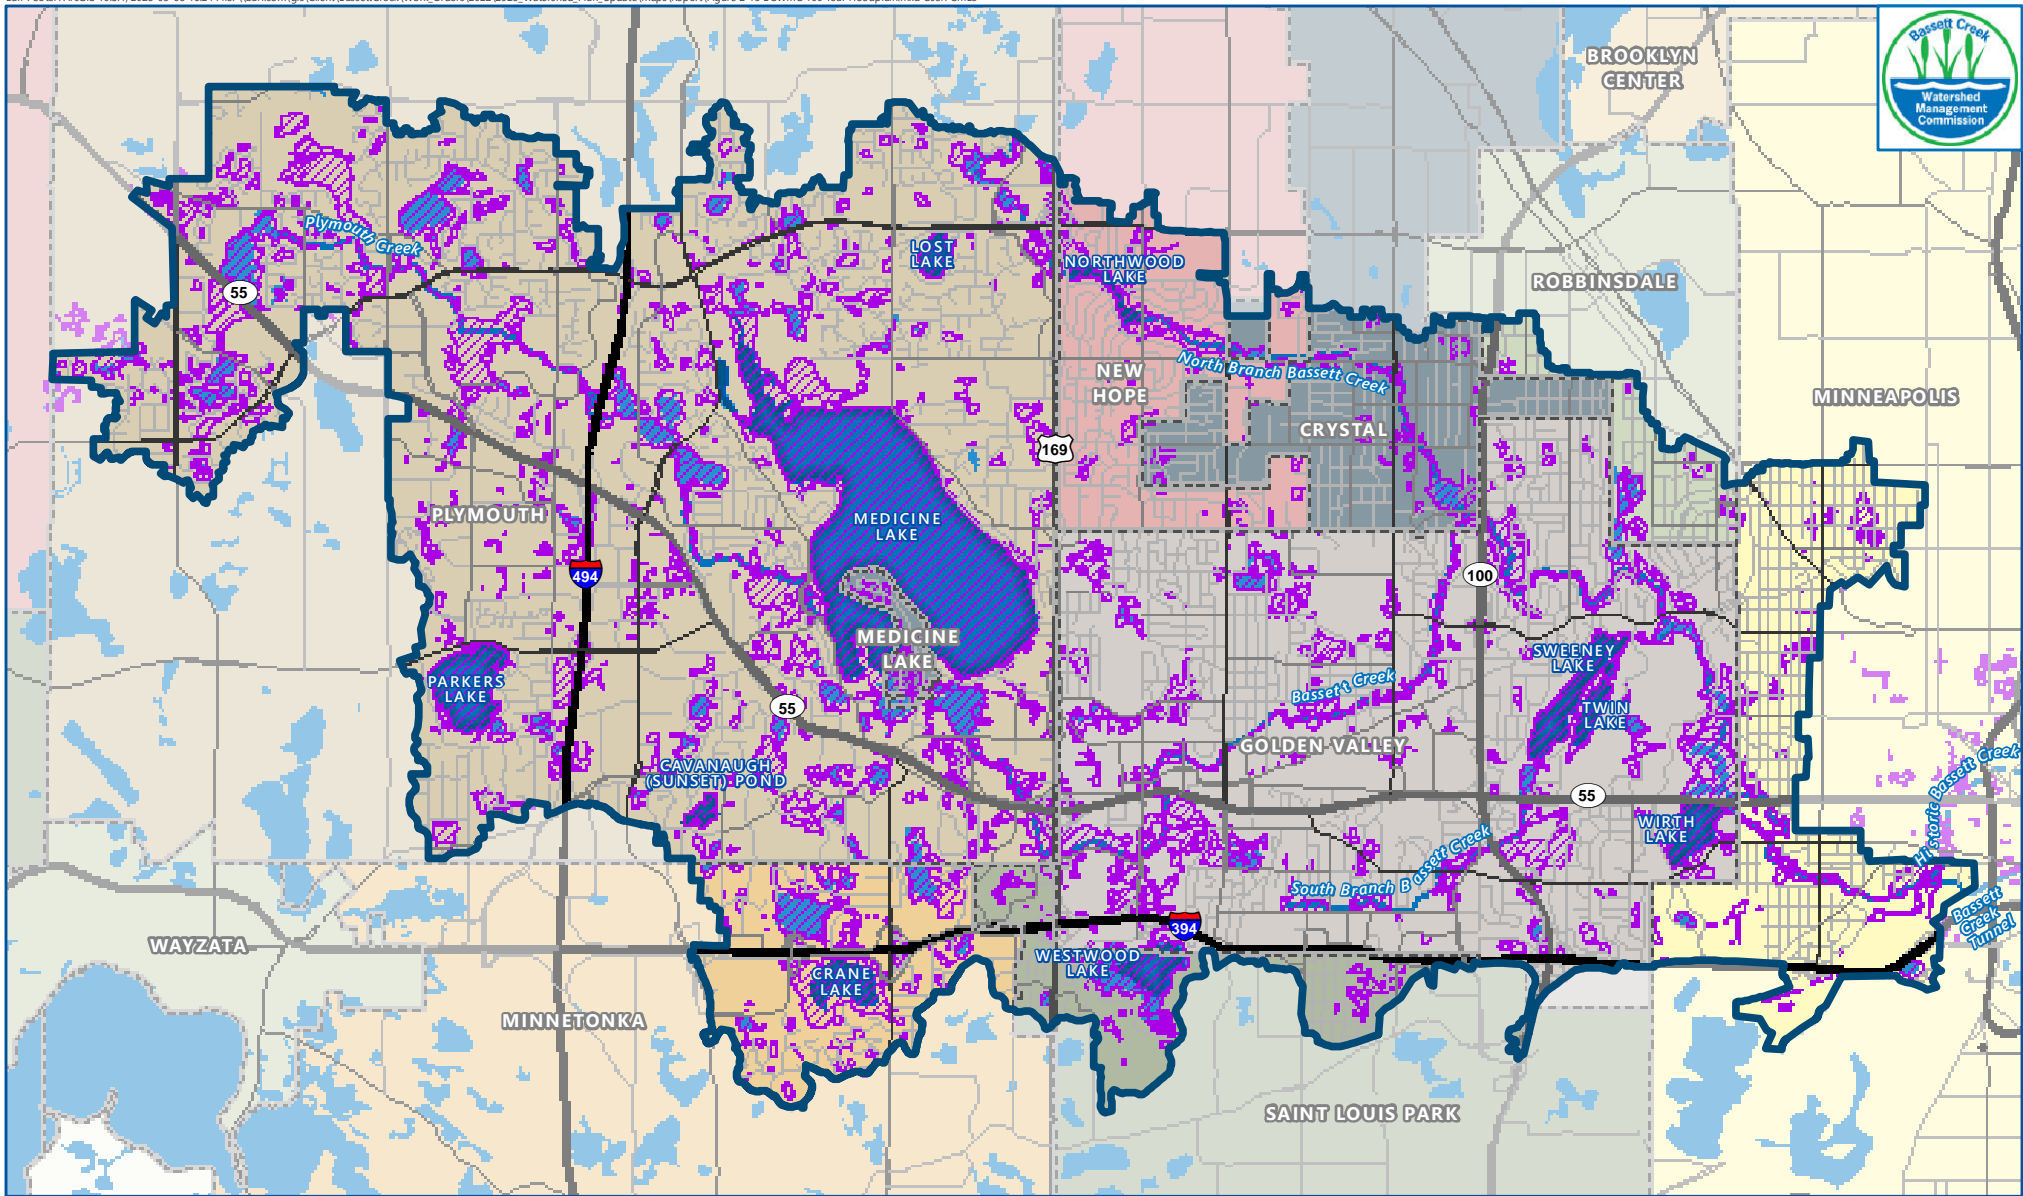 Bassett Creek
Watershed
Management
Commission
BROOKLYN
CENTER
Plymouth Creek
LOST
LAKE
NORTHWOOD
LAKE
ROBBINSDALE
55
North Branch Bassett Creek
NEW
HOPE
MINNEAPOLIS
CRYSTAL
169
PLYMOUTH
MEDICINE
LAKE
494
100
MEDICINE
LAKE
SWEENEY
LAKE
PARKERS
LAKE
Bassett Creek
55
TWIN
LAKE
GOLDEN VALLEY
CAVANAUGH
(SUNSET) POND
55
Historic Bassett Creek
WIRTH
LAKE
South Branch Bassett Creek
Bassett
Creek
Tunnel
394
WAYZATA
WESTWOOD
LAKE
CRANE
LAKE
MINNETONKA
SAINT LOUIS PARK